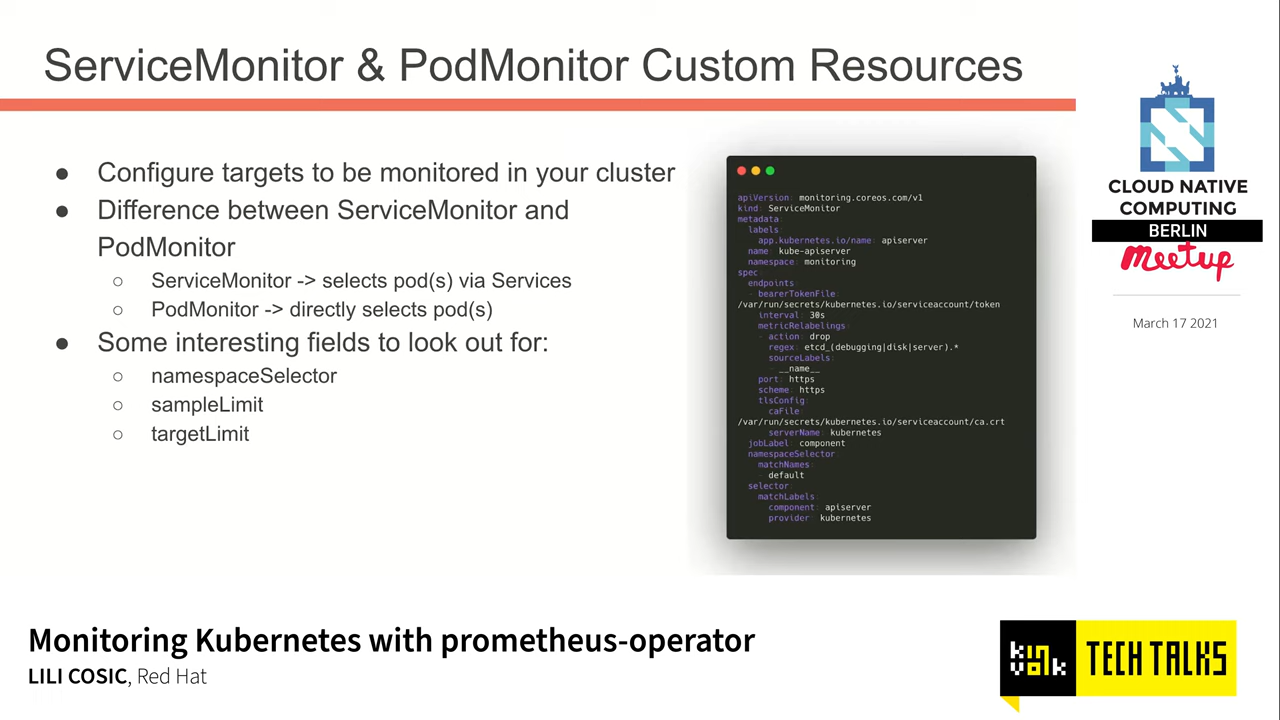 ServiceMonitor & PodMonitor Custom Resources
● Configure targets to be monitored in your cluster
● Difference between ServiceMonitor and
PodMonitor
○ ServiceMonitor -> selects pod(s) via Services
○ PodMonitor -> directly selects pod(s)
● Some interesting fields to look out for:
○ namespaceSelector
○ sampleLimit
○ targetLimit
apiVersion: monitoring.coreos.com/v1
kind: ServiceMonitor
metadata:
labels:
app.kubernetes.io/name: apiserver
name: kube-apiserver
namespace: monitoring
spec:
endpoints:
- bearerTokenFile:
/var/run/secrets/kubernetes.io/serviceaccount/token
interval: 30s
metricRelabelings:
- action: drop
regex: etcd_(debugging|disk|server).*
sourceLabels:
- __name__
port: https
scheme: https
tlsConfig:
caFile:
/var/run/secrets/kubernetes.io/serviceaccount/ca.crt
serverName: kubernetes
jobLabel: component
namespaceSelector:
matchNames:
- default
selector:
matchLabels:
component: apiserver
provider: kubernetes
CLOUD NATIVE
COMPUTING
BERLIN
Meetup
March 17 2021
Monitoring Kubernetes with prometheus-operator
LILI COSIC, Red Hat
kinvolk
TECH TALKS